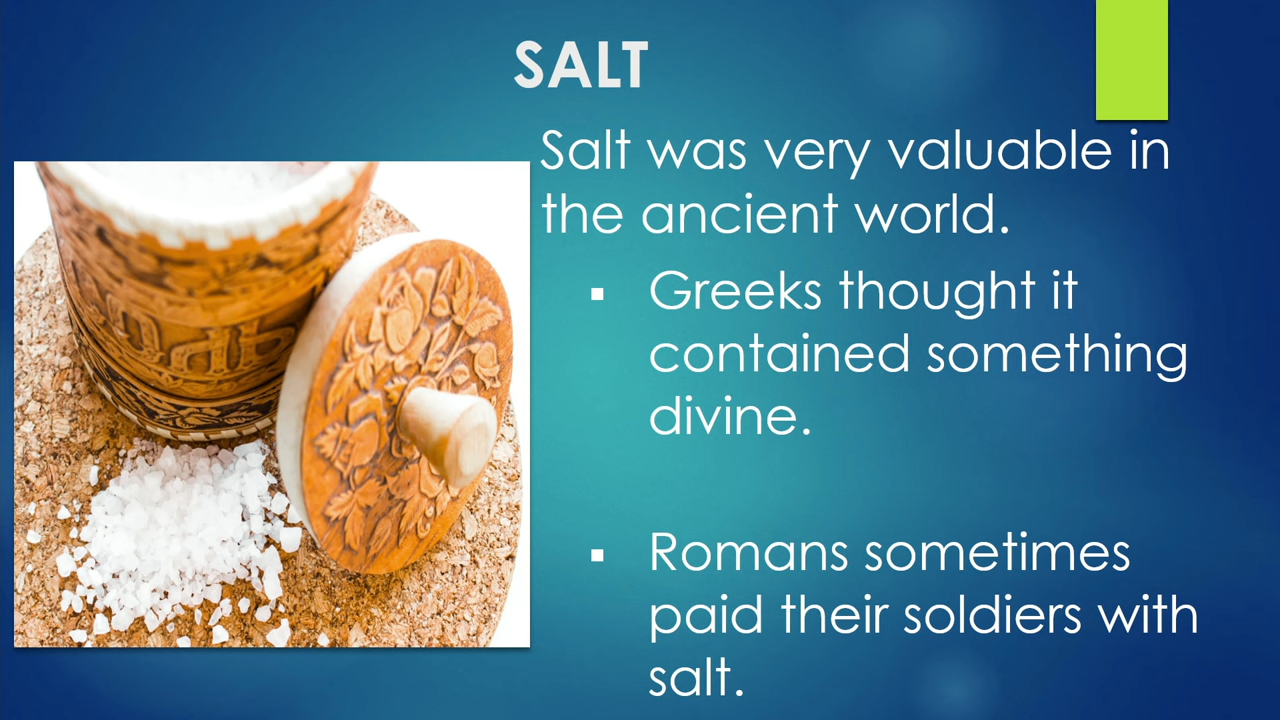 SALT
Salt was very valuable in
the ancient world.
▪ Greeks thought it
contained something
divine.
▪ Romans sometimes
paid their soldiers with
salt.